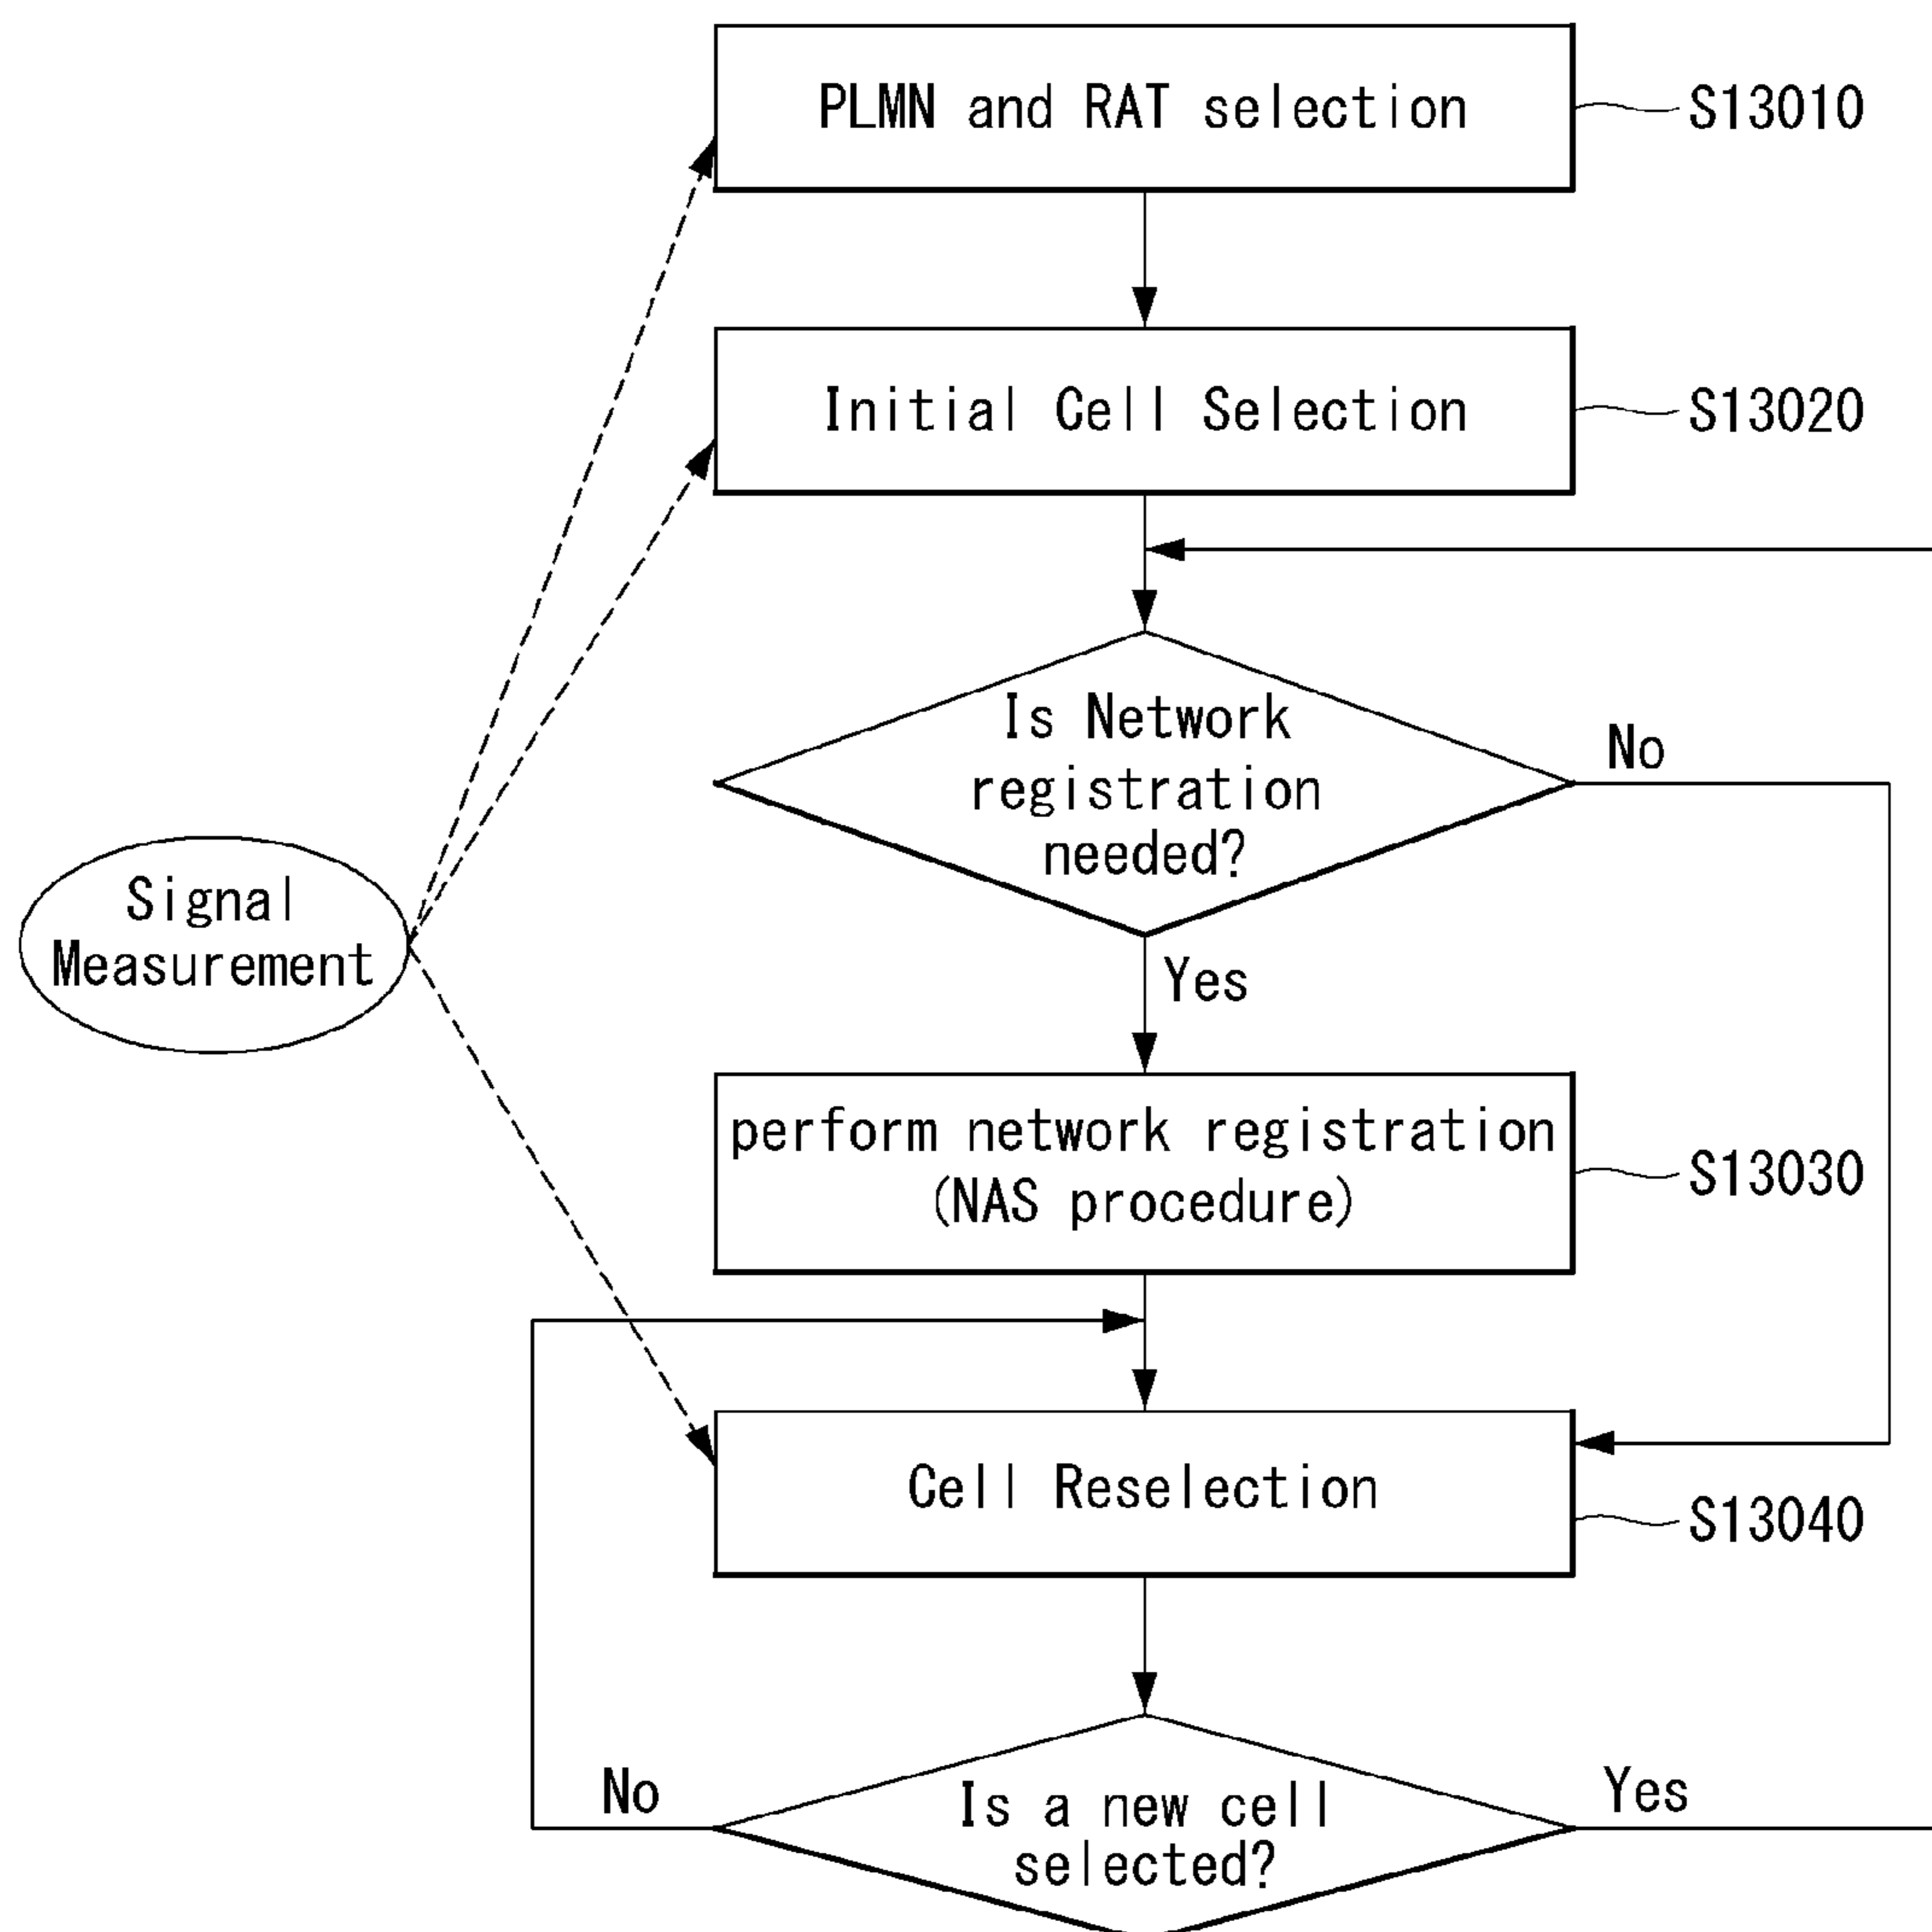 PLMN and RAT selection
S13010
Initial Cell Selection
S13020
Is Network
registration
needed?
No
Signal
Measurement
Yes
perform network registration
(NAS procedure)
S13030
Cell Reselection
S13040
No
Is a new cell
selected?
Yes